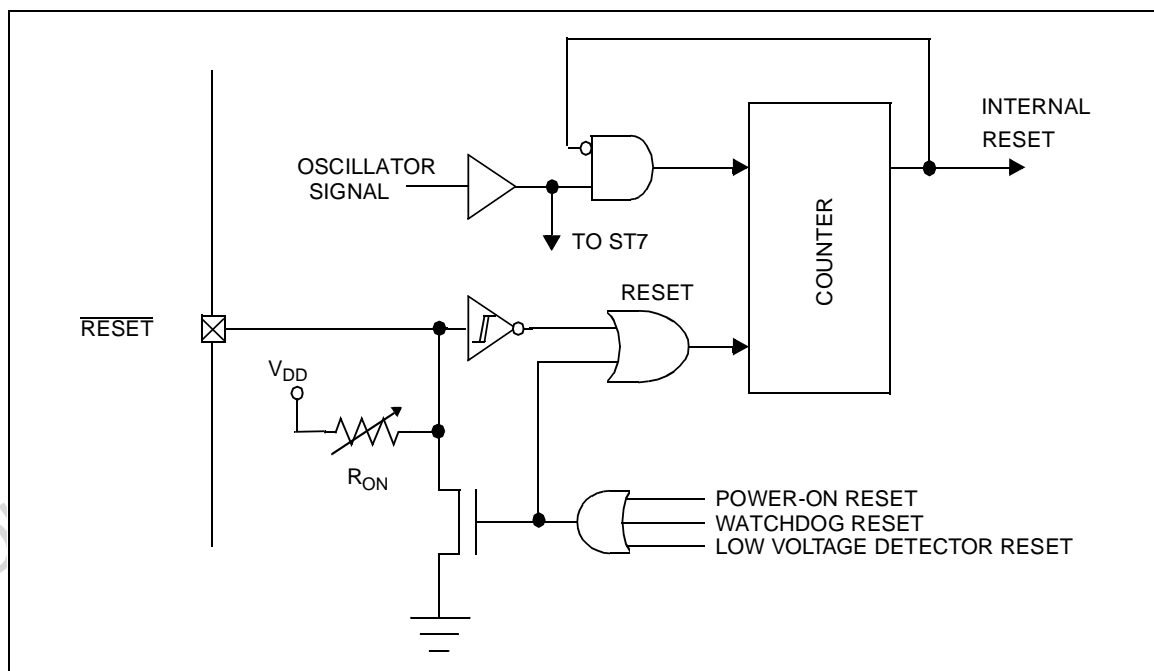 INTERNAL
RESET
OSCILLATOR
SIGNAL
TO ST7
COUNTER
RESET
RESET
VDD
RON
POWER-ON RESET
WATCHDOG RESET
LOW VOLTAGE DETECTOR RESET